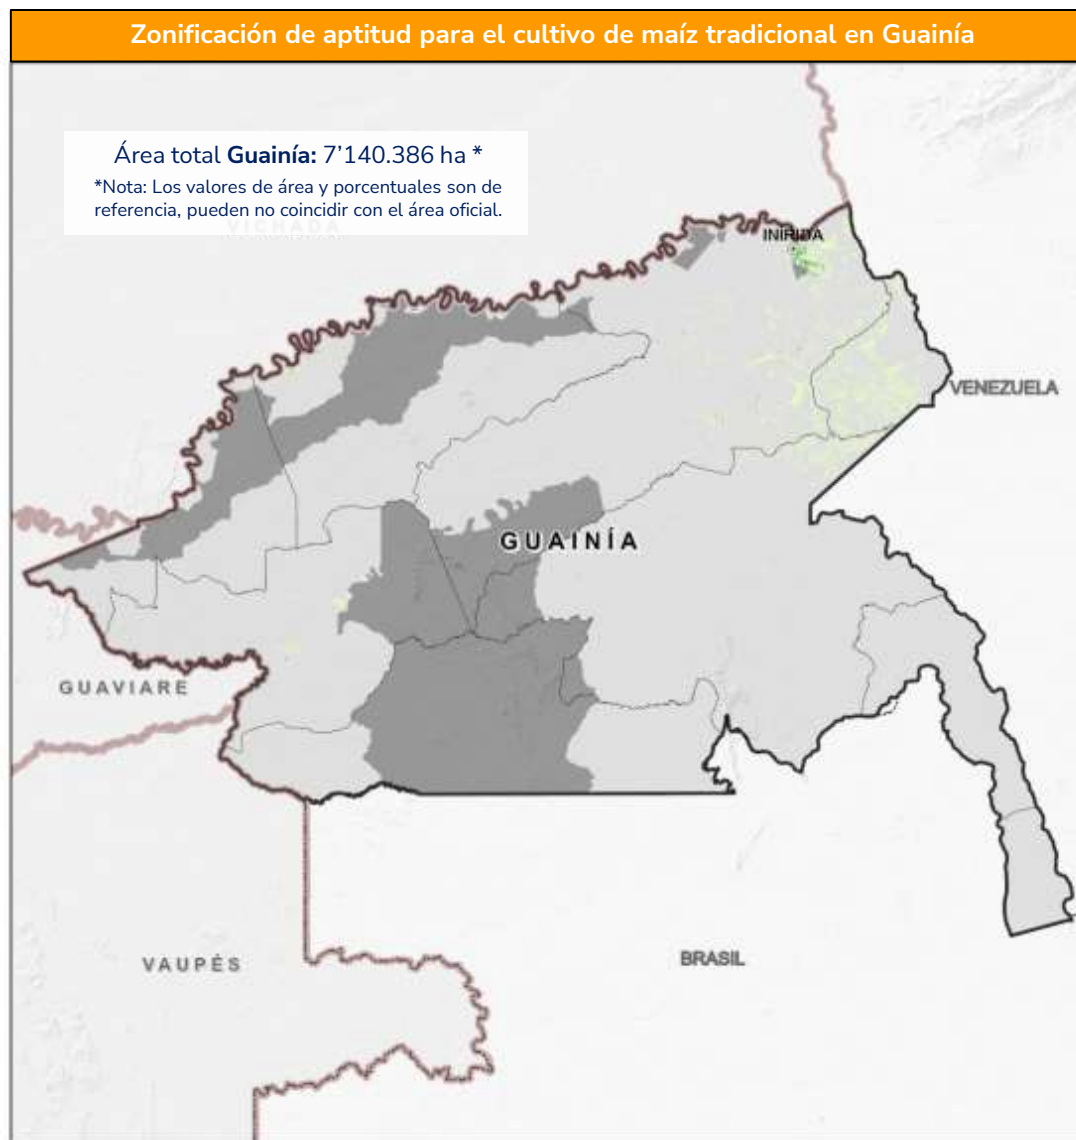 Zonificación de aptitud para el cultivo de maíz tradicional en Guainía
Área total Guainía: 7’140.386 ha *
*Nota: Los valores de área y porcentuales son de
referencia, pueden no coincidir con el área oficial.
VICHADA
INIRIDA
VENEZUELA
GUAINÍA
GUAVIARE
VAUPÉS
BRASIL